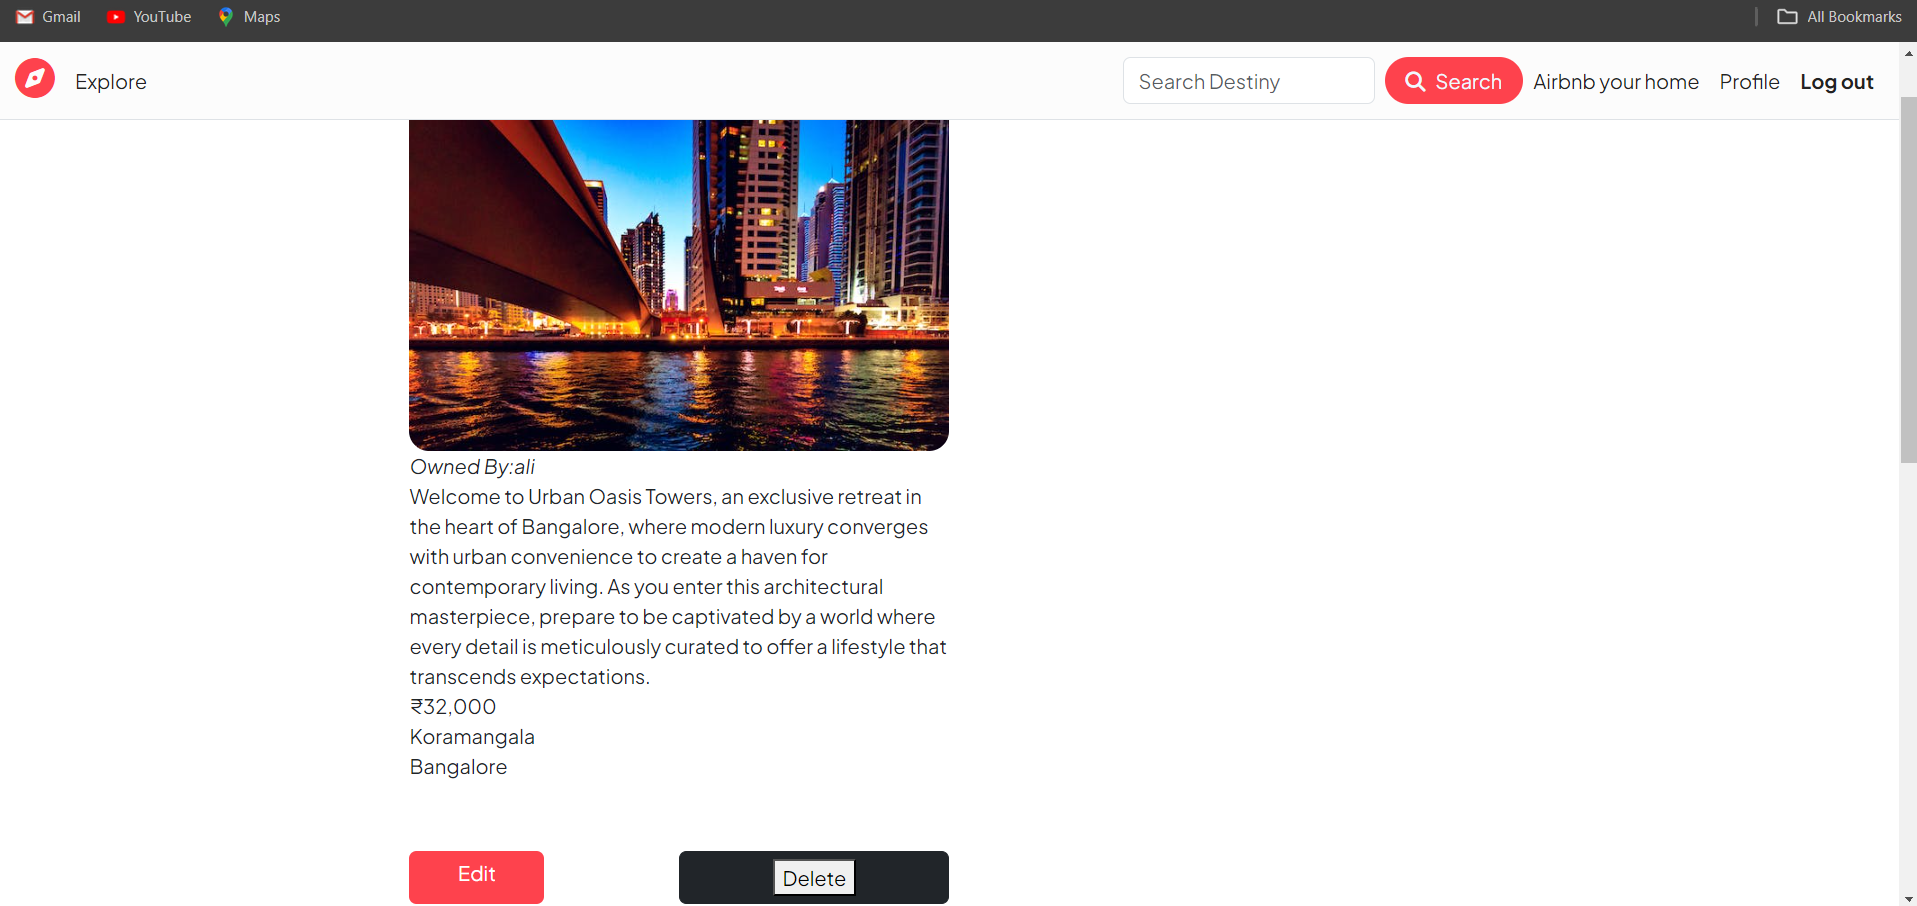 Gmail
YouTube
Maps
All Bookmarks
Explore
Search Destiny
Search
Airbnb your home
Profile
Log out
Owned By:ali
Welcome to Urban Oasis Towers, an exclusive retreat in
the heart of Bangalore, where modern luxury converges
with urban convenience to create a haven for
contemporary living. As you enter this architectural
masterpiece, prepare to be captivated by a world where
every detail is meticulously curated to offer a lifestyle that
transcends expectations.
₹32,000
Koramangala
Bangalore
Edit
Delete